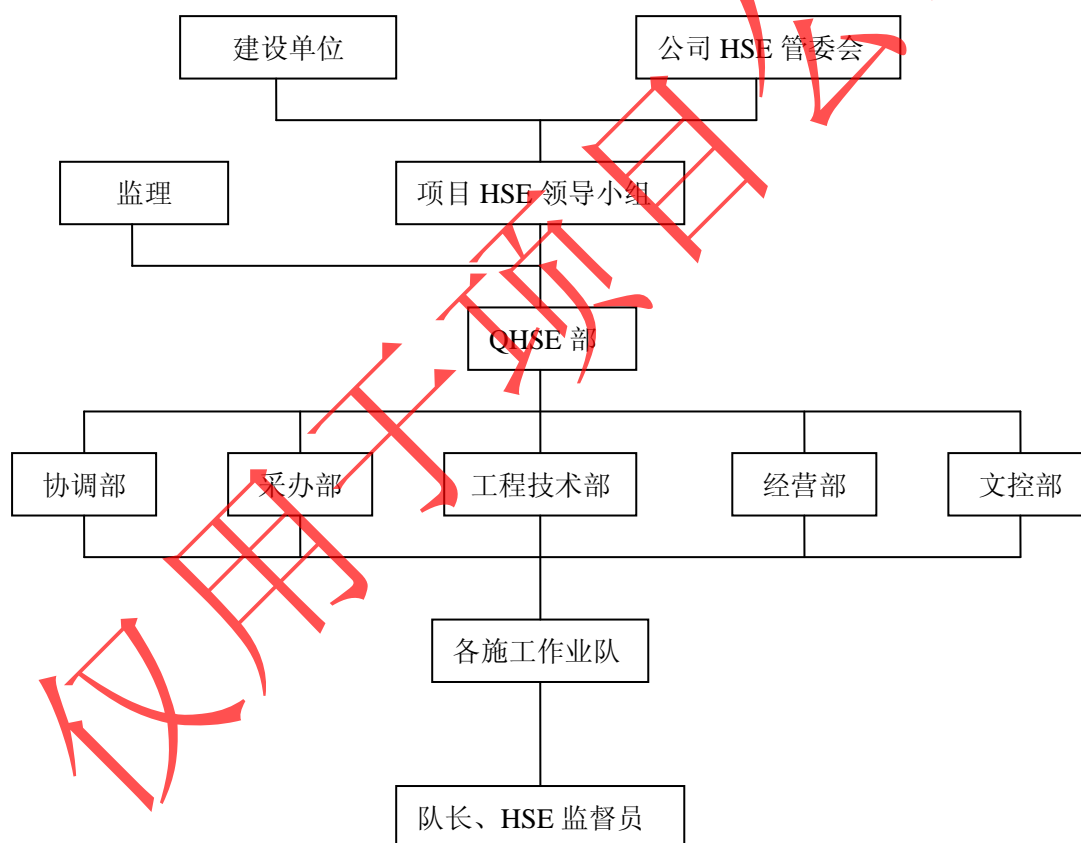 建设单位
公司 HSE 管委会
监理
项目 HSE 领导小组
QHSE 部
协调部
采办部
工程技术部
经营部
文控部
各施工作业队
队长、HSE 监督员
仅用于项目公